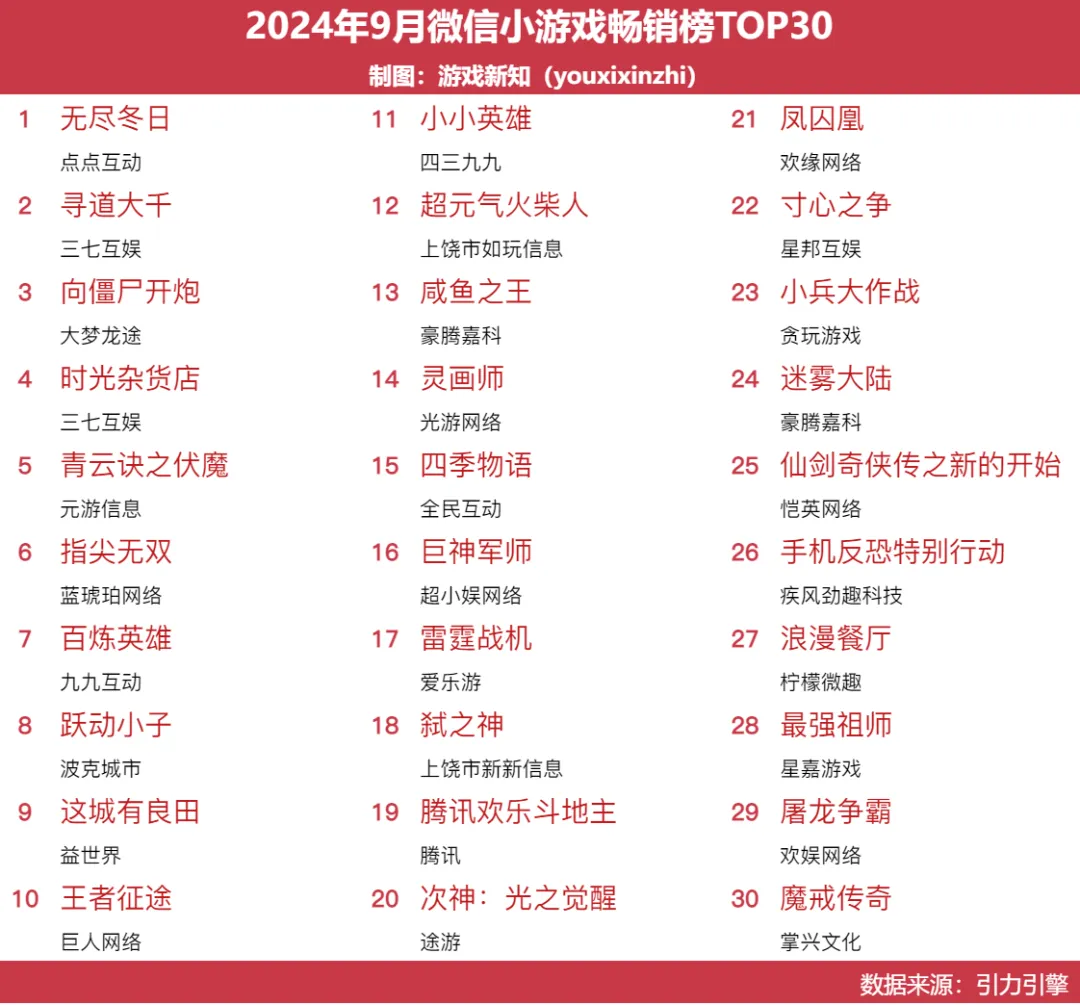 2024年9月微信小游戏畅销榜TOP30
制图：游戏新知（youxixinzhi）
1 无尽冬日
点点互动
2 寻道大千
三七互娱
3 向僵尸开炮
大梦龙途
4 时光杂货店
三七互娱
5 青云诀之伏魔
元游信息
6 指尖无双
蓝琥珀网络
7 百炼英雄
九九互动
8 跃动小子
波克城市
9 这城有良田
益世界
10 王者征途
巨人网络
11 小小英雄
四三九九
12 超元气火柴人
上饶市如玩信息
13 咸鱼之王
豪腾嘉科
14 灵画师
光游网络
15 四季物语
全民互动
16 巨神军师
超小娱网络
17 雷霆战机
爱乐游
18 弑之神
上饶市新新信息
19 腾讯欢乐斗地主
腾讯
20 次神：光之觉醒
途游
21 凤囚凰
欢缘网络
22 寸心之争
星邦互娱
23 小兵大作战
贪玩游戏
24 迷雾大陆
豪腾嘉科
25 仙剑奇侠传之新的开始
恺英网络
26 手机反恐特别行动
疾风劲趣科技
27 浪漫餐厅
柠檬微趣
28 最强祖师
星嘉游戏
29 屠龙争霸
欢娱网络
30 魔戒传奇
掌兴文化
数据来源：引力引擎